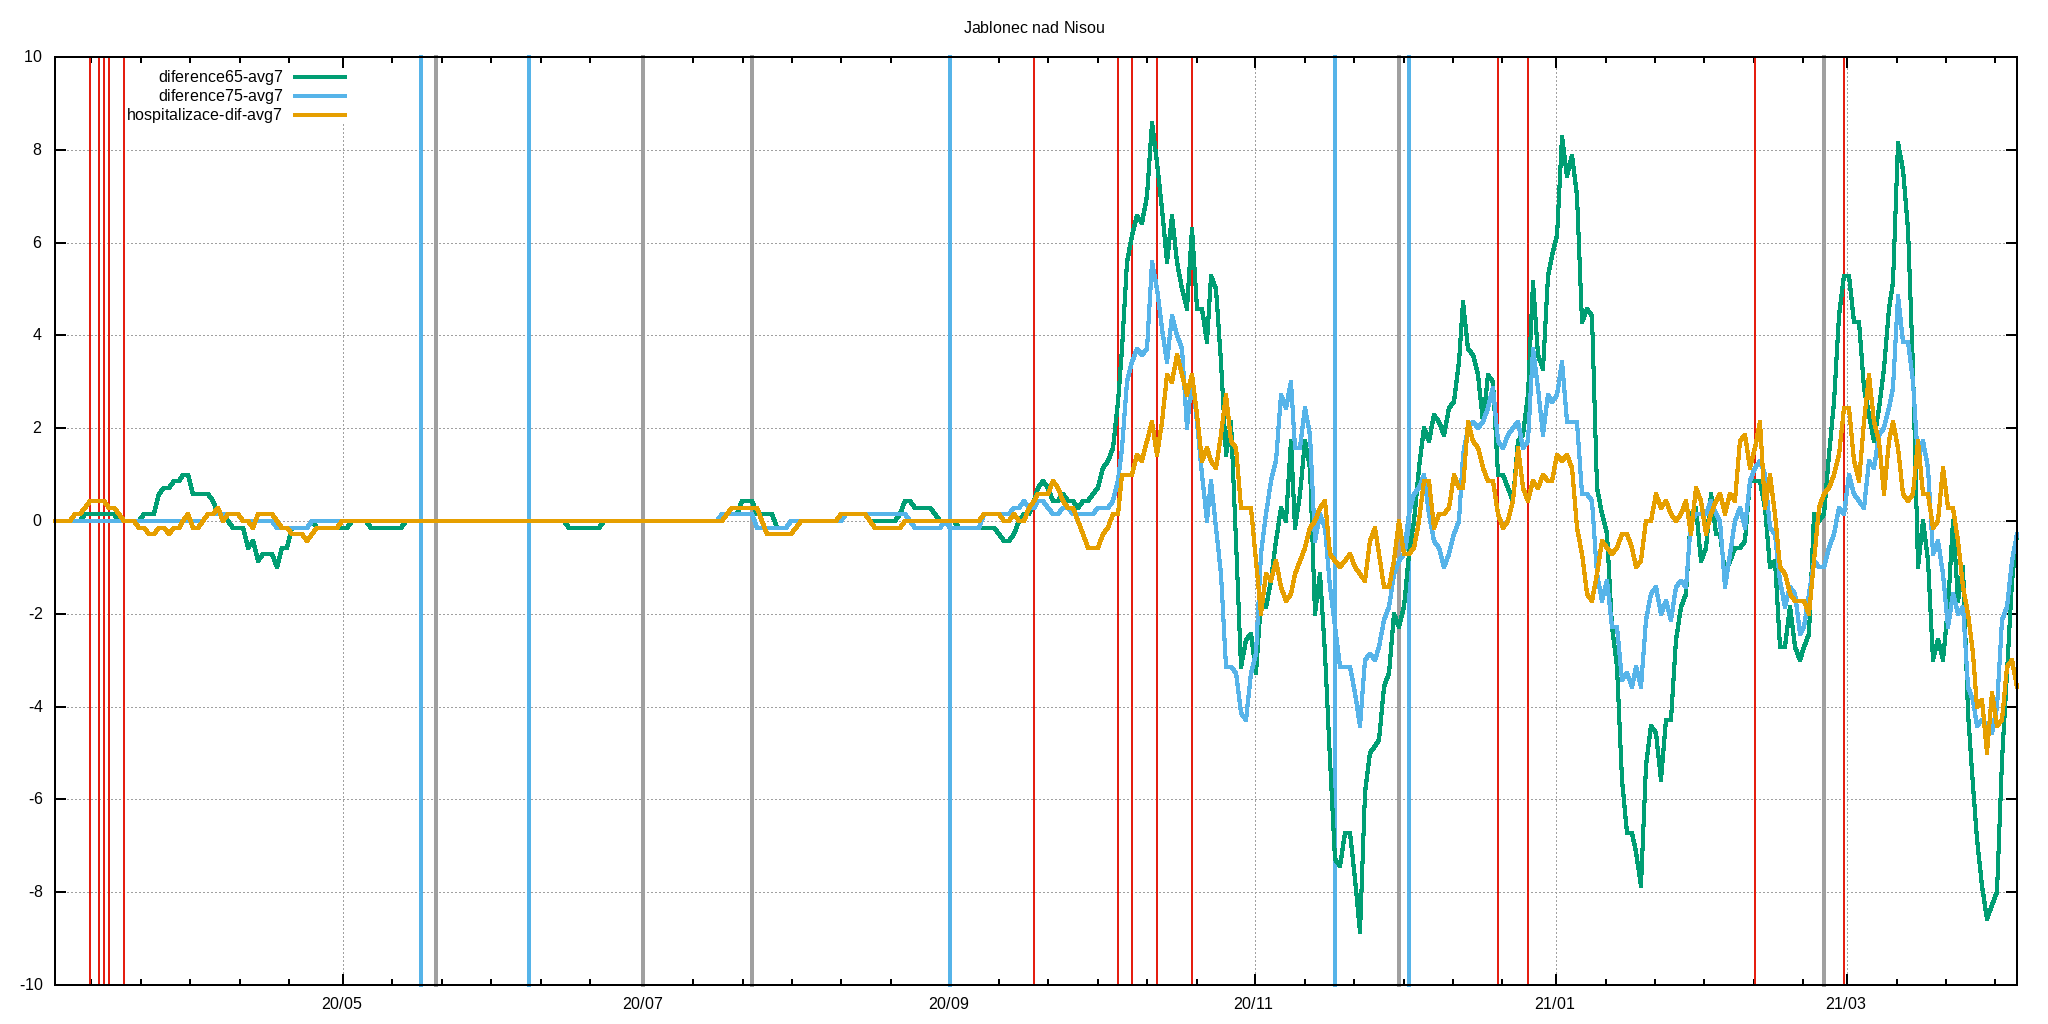 Jablonec nad Nisou
10
diference65-avg7
diference75-avg7
hospitalizace-dif-avg7
8
6
4
2
0
-2
-4
-6
-8
-10
20/05 20/07 20/09 20/11 21/01 21/03